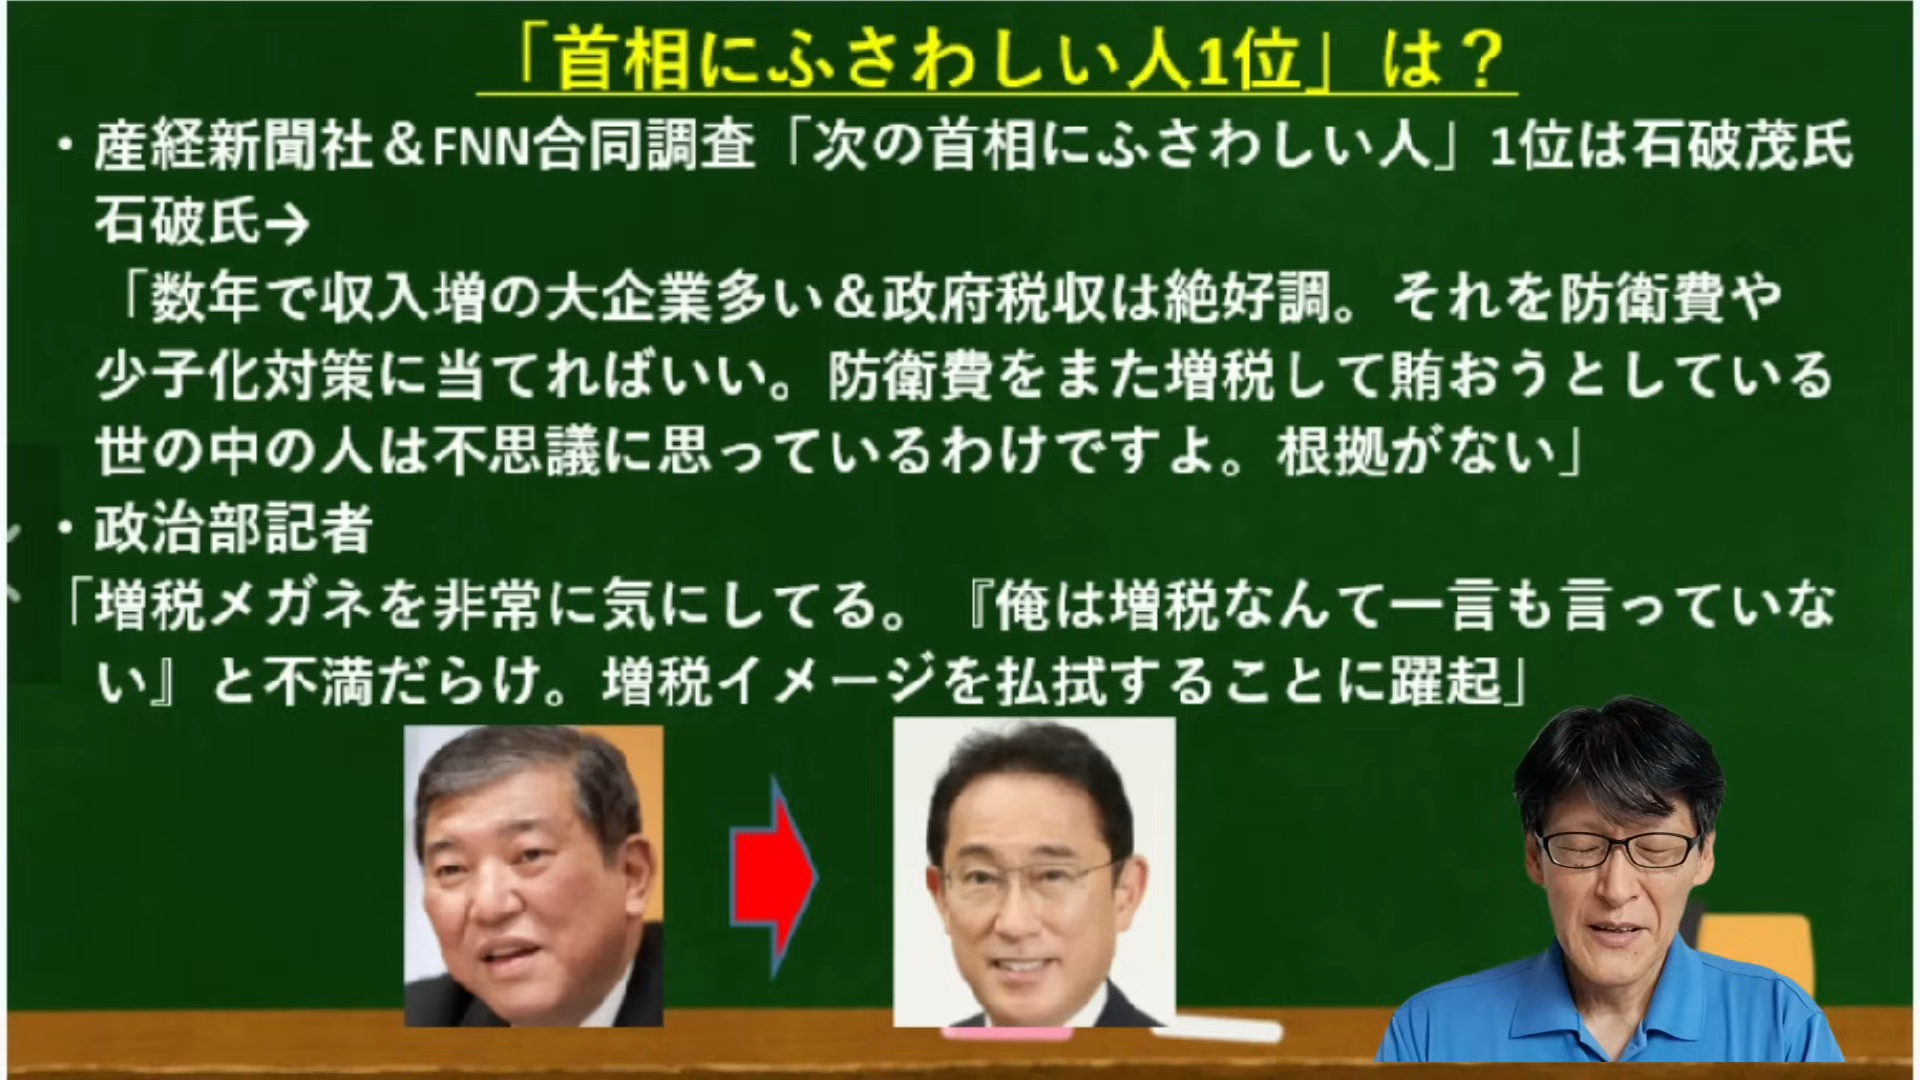 「首相にふさわしい人1位」は？
・産経新聞社＆FNN合同調査「次の首相にふさわしい人」1位は石破茂氏
石破氏→
「数年で収入増の大企業多い＆政府税収は絶好調。それを防衛費や
少子化対策に当てればいい。防衛費をまた増税して賄おうとしている
世の中の人は不思議に思っているわけですよ。根拠がない」
・政治部記者
「増税メガネを非常に気にしてる。『俺は増税なんて一言も言っていな
い』と不満だらけ。増税イメージを払拭することに躍起」